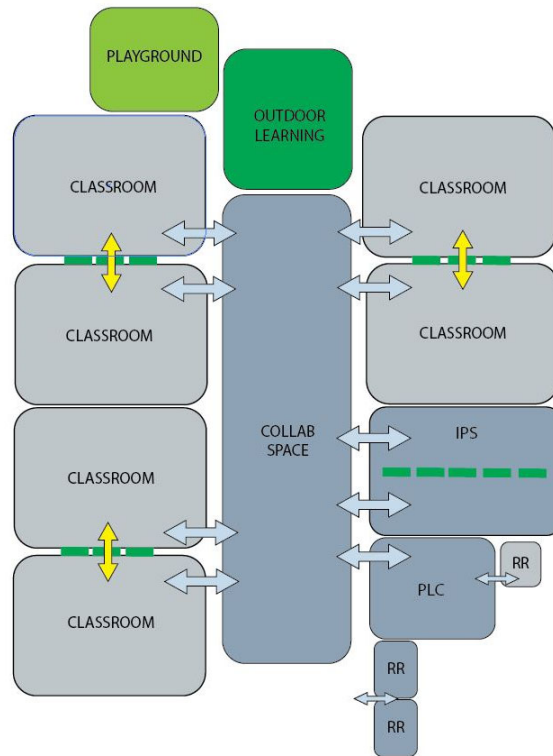 PLAYGROUND
OUTDOOR
LEARNING
CLASSROOM
CLASSROOM
CLASSROOM
CLASSROOM
COLLAB
SPACE
IPS
CLASSROOM
RR
PLC
CLASSROOM
RR
RR